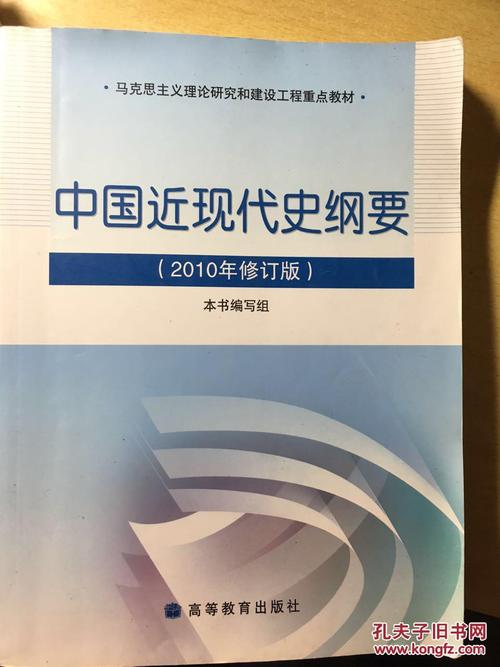 ·马克思主义理论研究和建设工程重点教材·
中国近现代史纲要
(2010年修订版)
本书编写组
高等教育出版社
孔夫子旧书网
www.kongfz.com